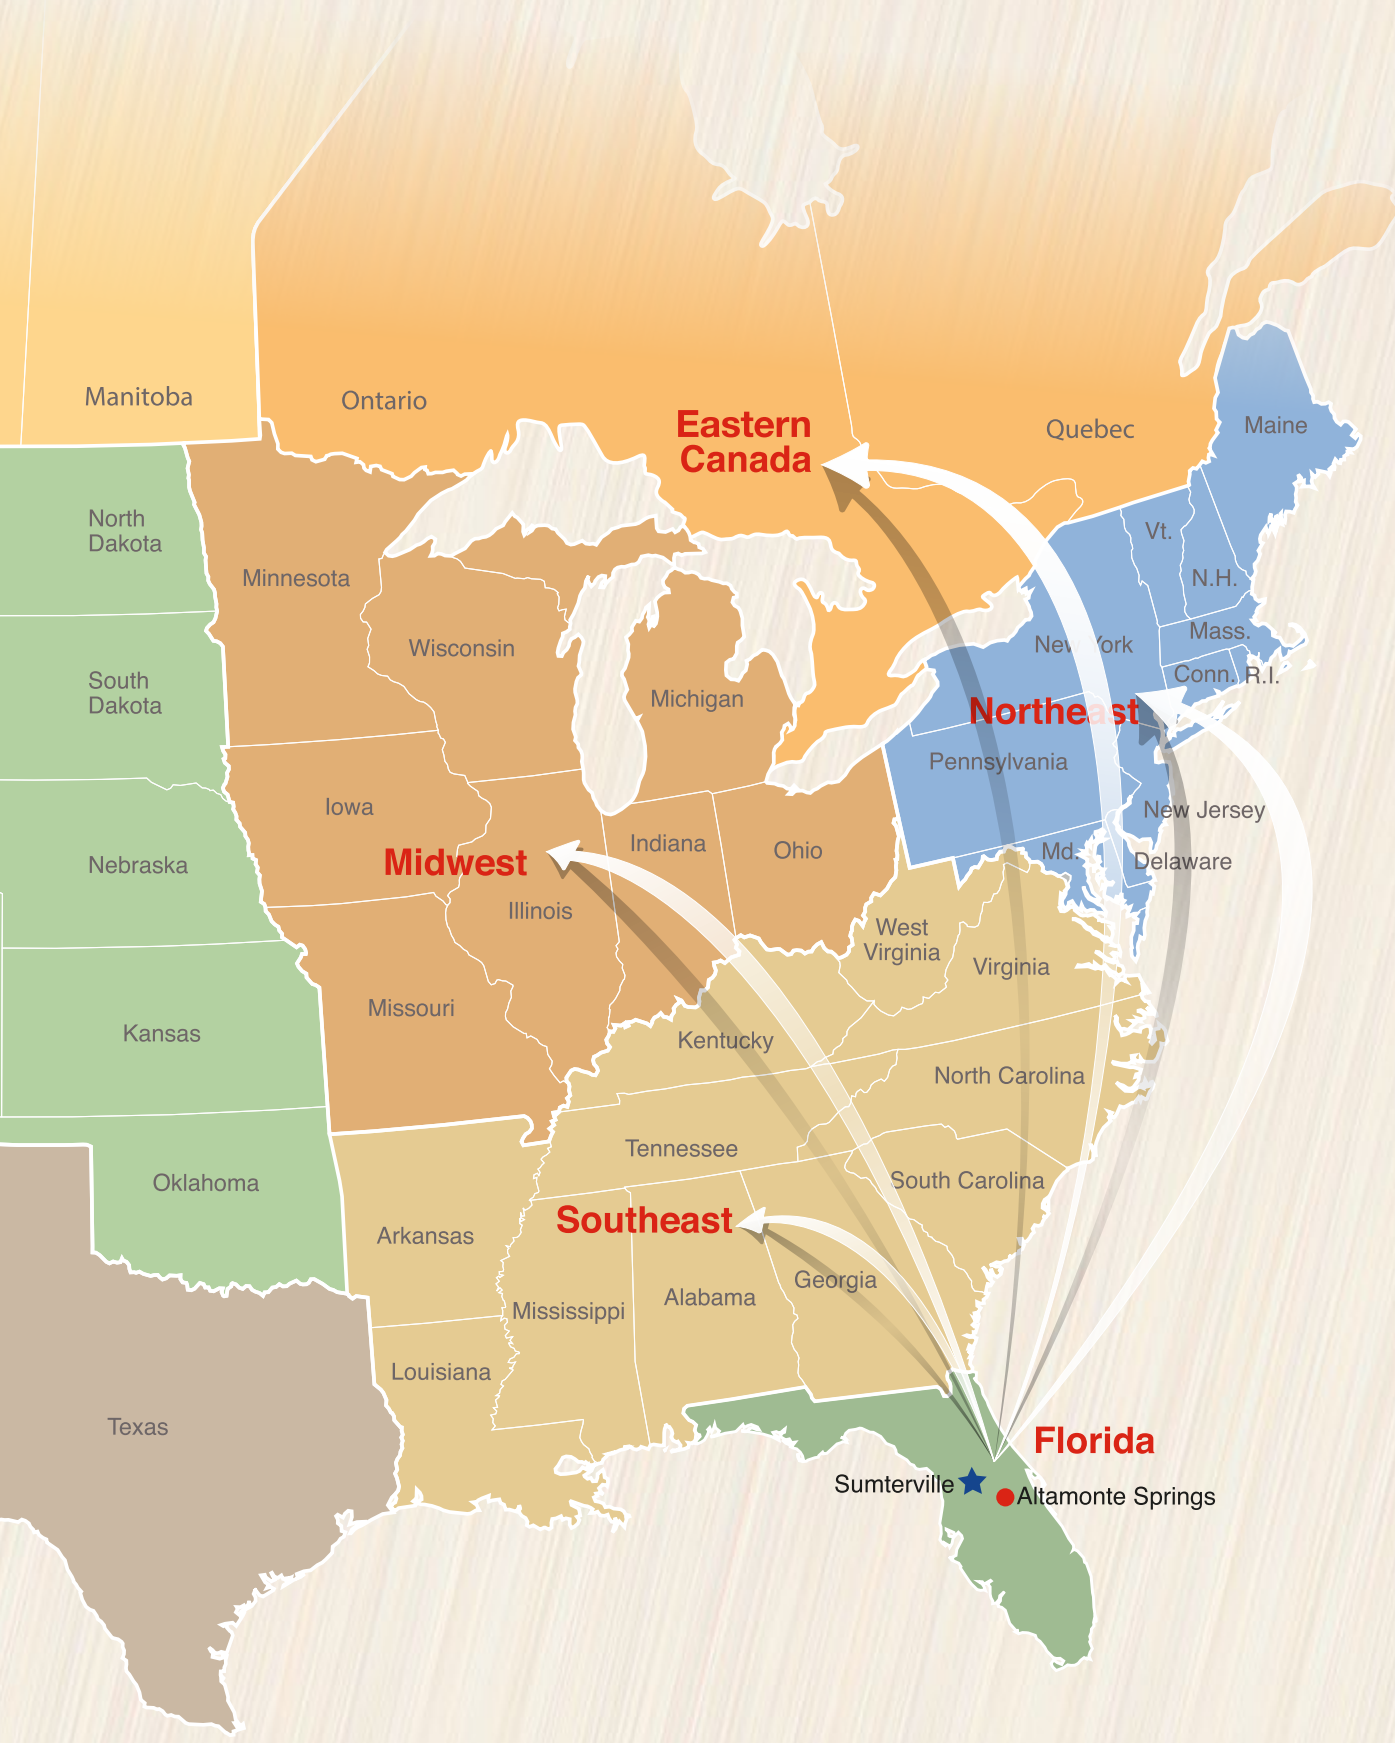 Manitoba
Ontario
Eastern
Canada
Quebec
Maine
North
Dakota
Minnesota
Vt.
N.H.
Wisconsin
New York
Mass.
South
Dakota
Michigan
Conn.
R.I.
Northeast
Pennsylvania
Iowa
New Jersey
Nebraska
Midwest
Indiana
Ohio
Md.
Delaware
Illinois
West
Virginia
Virginia
Kansas
Missouri
Kentucky
North Carolina
Tennessee
Oklahoma
South Carolina
Arkansas
Southeast
Georgia
Mississippi
Alabama
Louisiana
Texas
Florida
Sumterville
Altamonte Springs